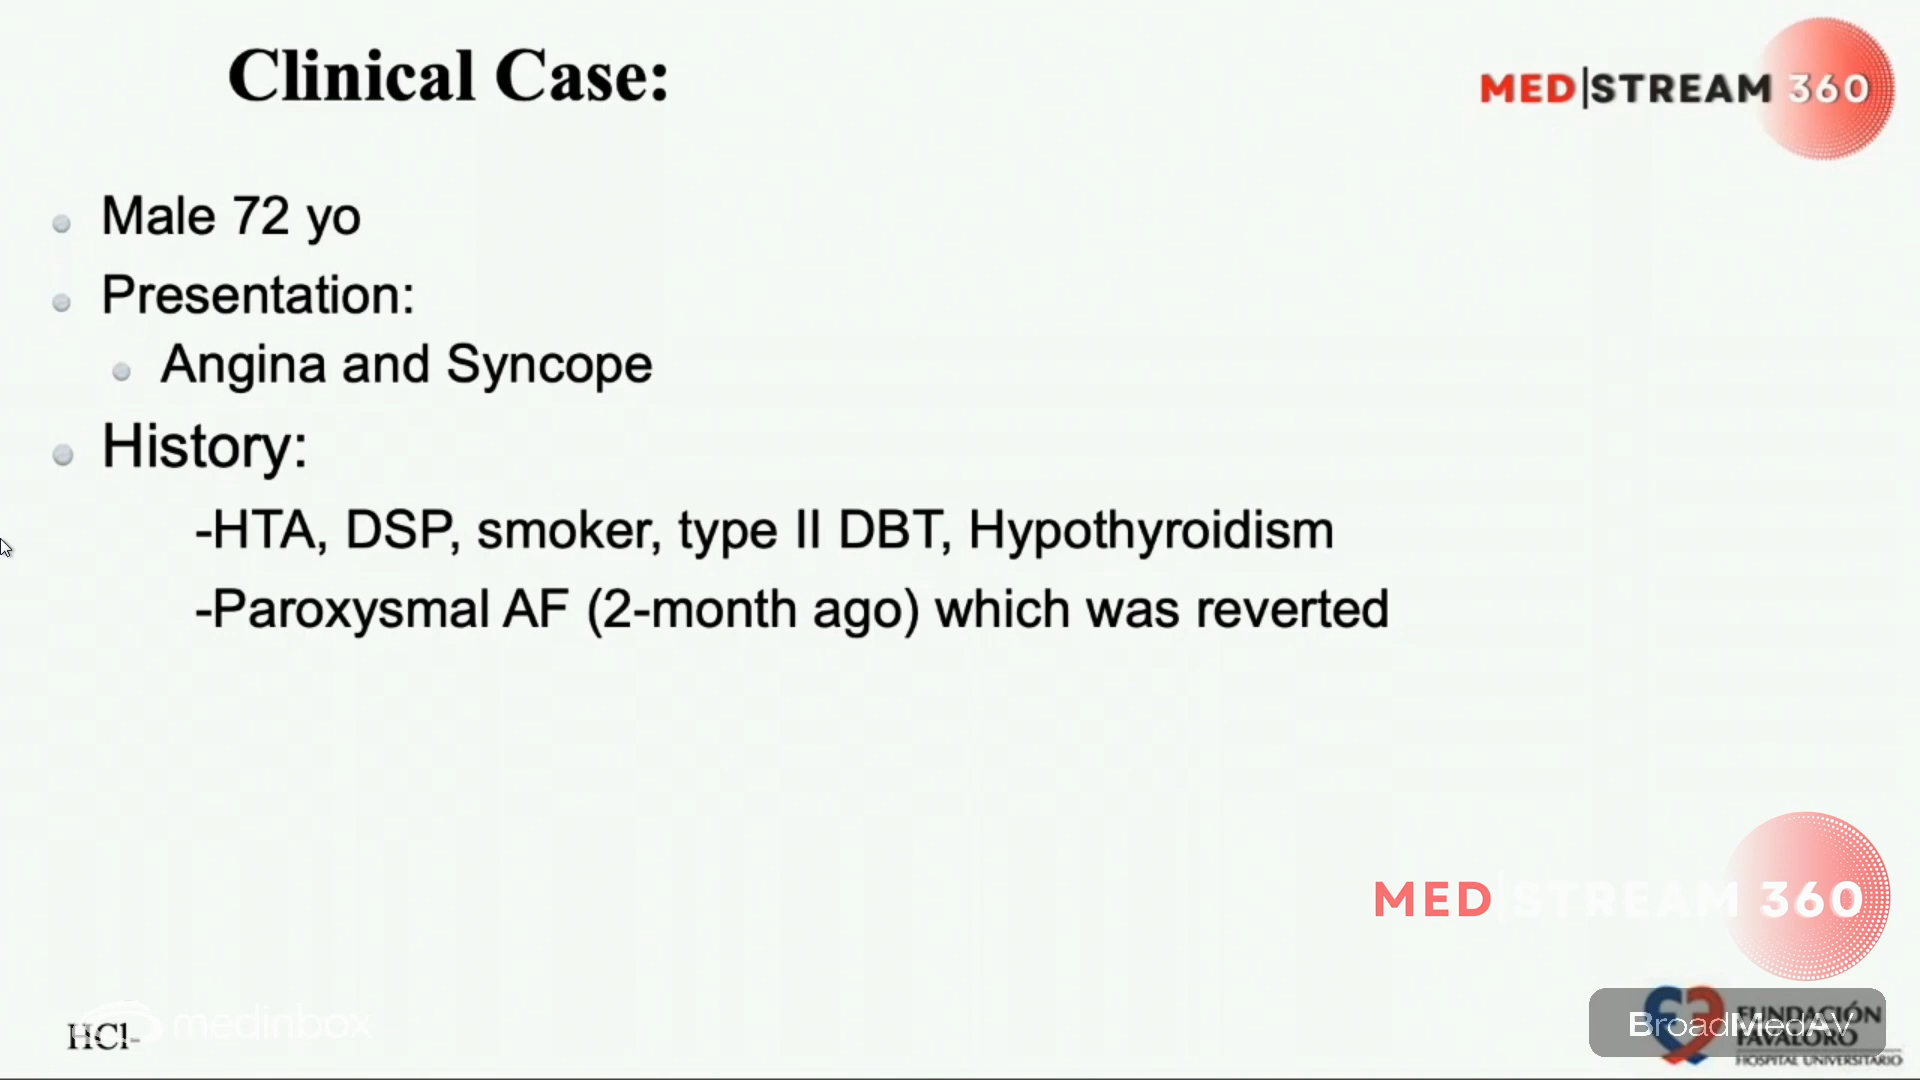 Clinical Case:
MED|STREAM 360
Male 72 yo
Presentation:
Angina and Syncope
History:
-HTA, DSP, smoker, type II DBT, Hypothyroidism
-Paroxysmal AF (2-month ago) which was reverted
MED|STREAM 360
HCl-
medinbox
BroadMedAV
FUNDACIÓN
FAVALORO
HOSPITAL UNIVERSITARIO